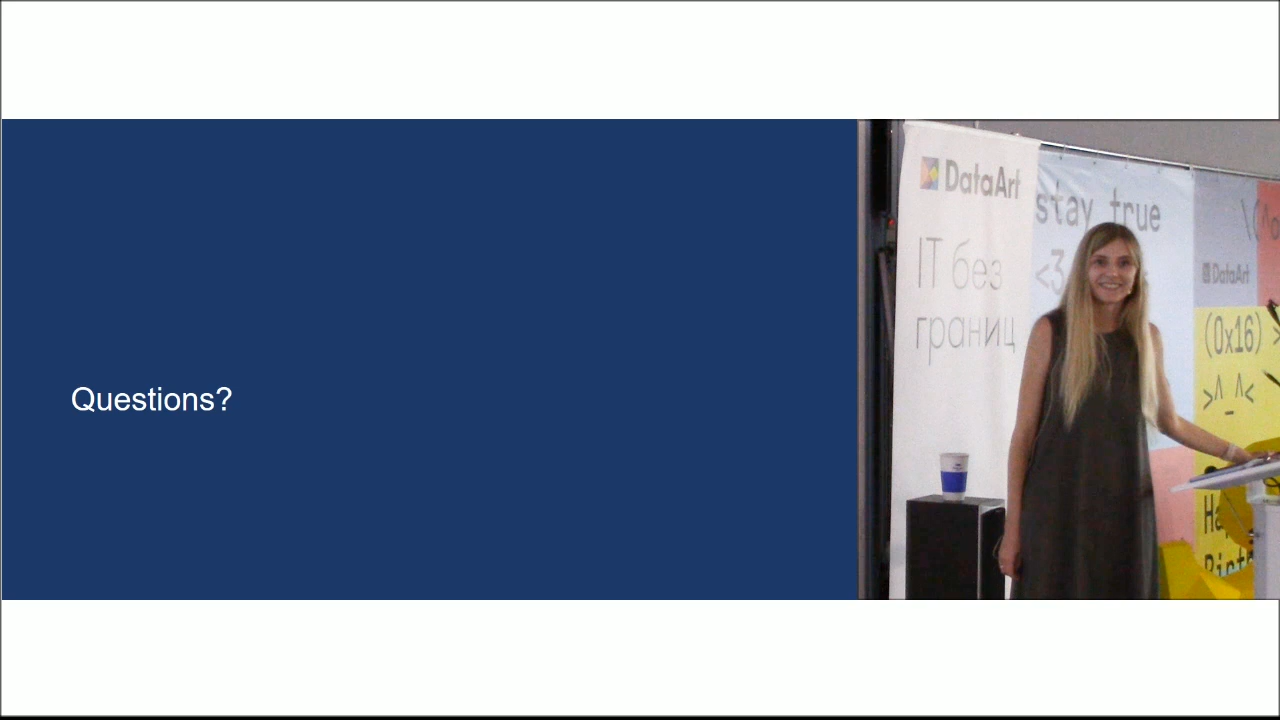 Questions?
DataArt
IT без
границ
stay true
<3
DataArt
(0x16) >
>^_^<